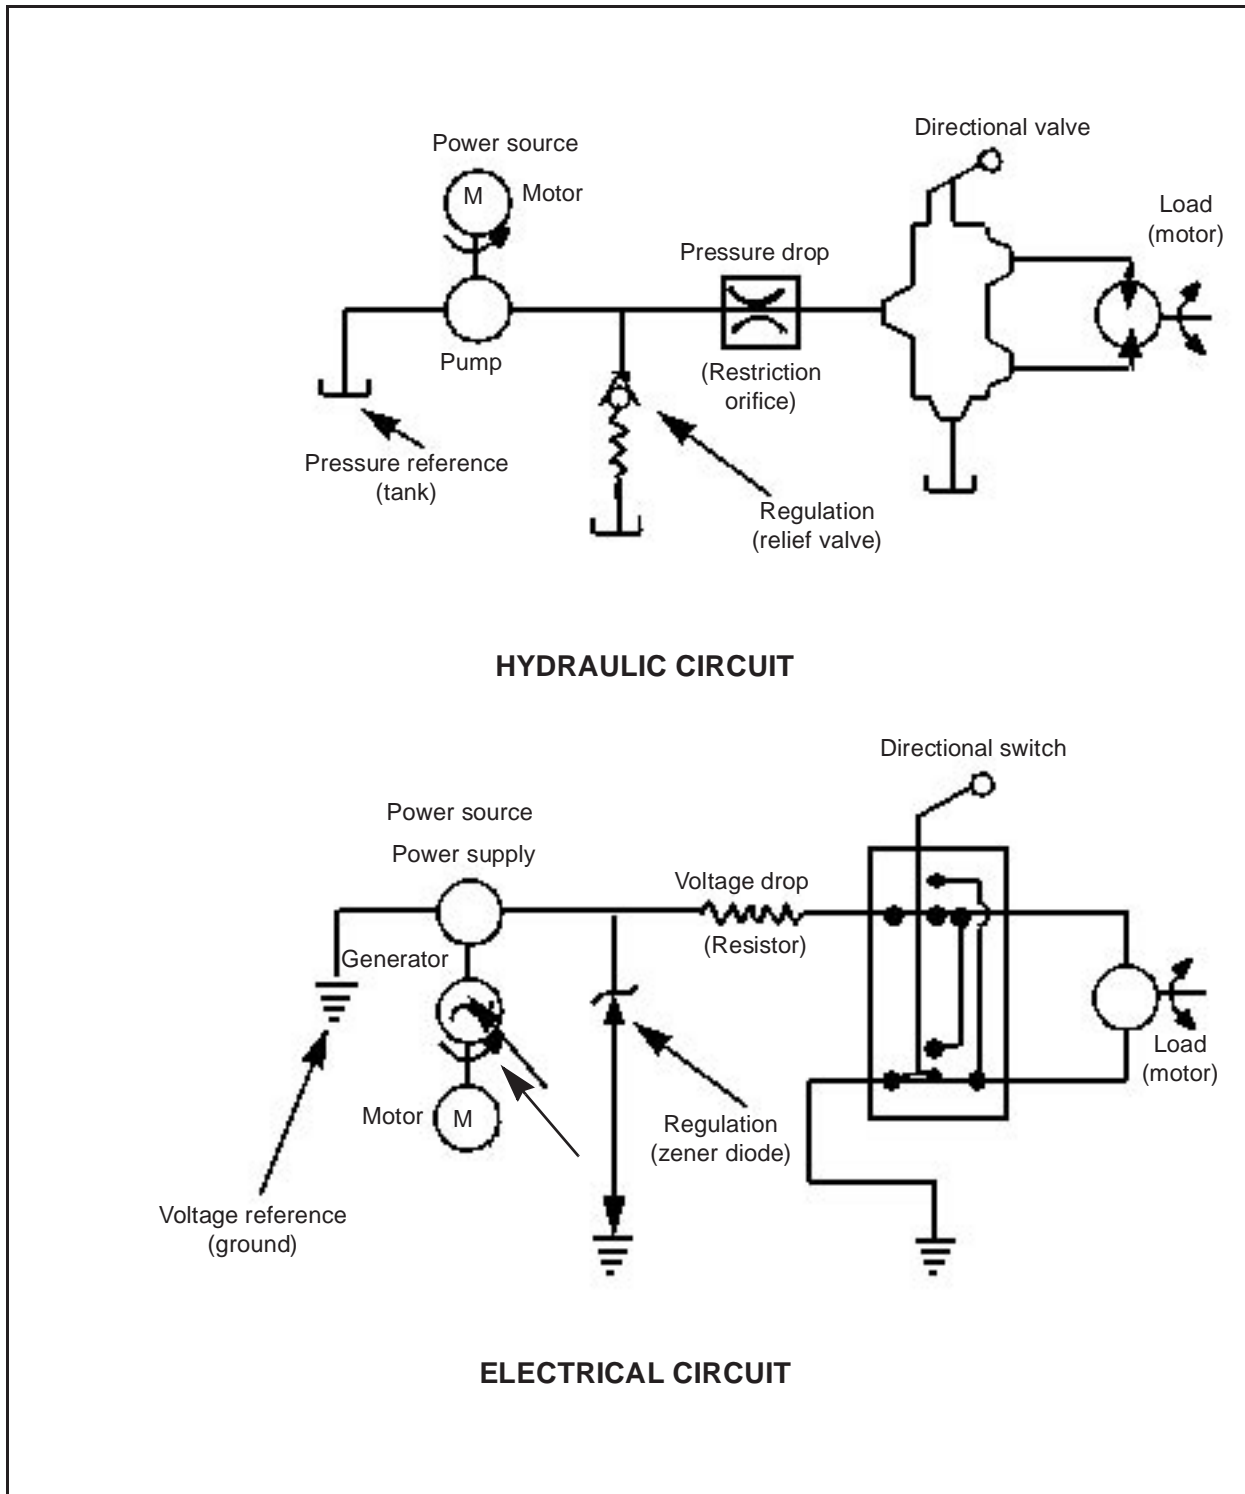 Directional valve
Power source
M
Motor
Load
(motor)
Pressure drop
Pump
(Restriction
orifice)
Pressure reference
(tank)
Regulation
(relief valve)
HYDRAULIC CIRCUIT
Directional switch
Power source
Power supply
Voltage drop
(Resistor)
Generator
Load
(motor)
Motor
M
Regulation
(zener diode)
Voltage reference
(ground)
ELECTRICAL CIRCUIT